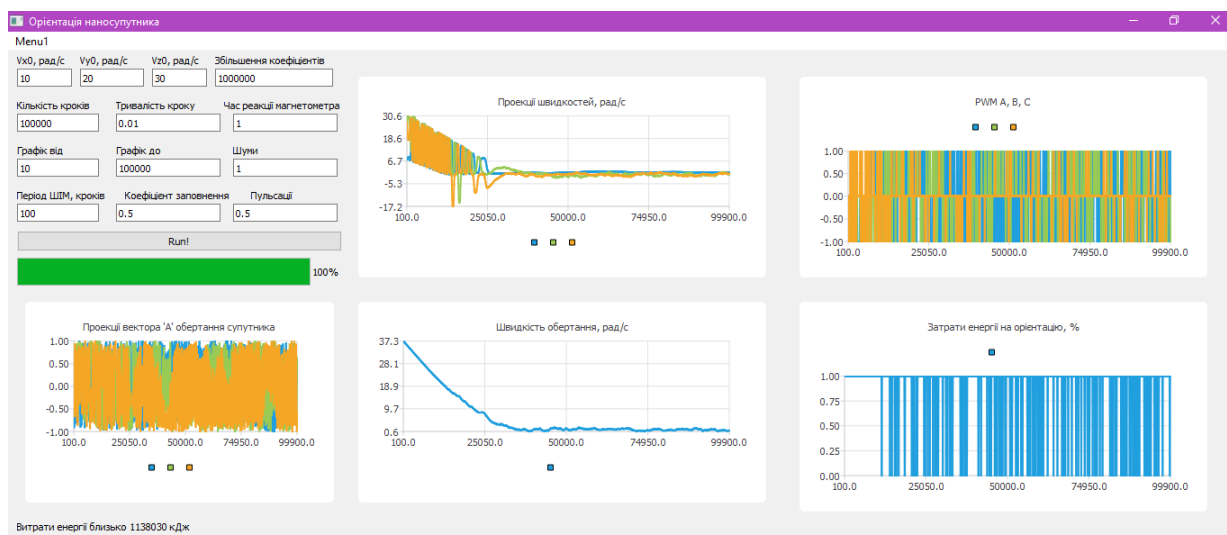 Орієнтація наносупутника
Menu1
Vx0, рад/с Vy0, рад/с Vz0, рад/с Збільшення коефіцієнтів
10 20 30 1000000
Кількість кроків Тривалість кроку Час реакції магнетометра
100000 0.01 1
Графік від Графік до Шуми
10 100000 1
Період ШІМ, кроків Коефіцієнт заповнення Пульсації
100 0.5 0.5
Run!
100%
Проекції швидкостей, рад/с
30.6
18.6
6.7
-5.3
-17.2
100.0 25050.0 50000.0 74950.0 99900.0
PWM A, B, C
1.00
0.50
0.00
-0.50
-1.00
100.0 25050.0 50000.0 74950.0 99900.0
Проекції вектора 'A' обертання супутника
1.00
0.50
0.00
-0.50
-1.00
100.0 25050.0 50000.0 74950.0 99900.0
Швидкість обертання, рад/с
37.3
28.1
18.9
9.7
0.6
100.0 25050.0 50000.0 74950.0 99900.0
Затрати енергії на орієнтацію, %
1.00
0.75
0.50
0.25
0.00
100.0 25050.0 50000.0 74950.0 99900.0
Витрати енергії близько 1138030 кДж